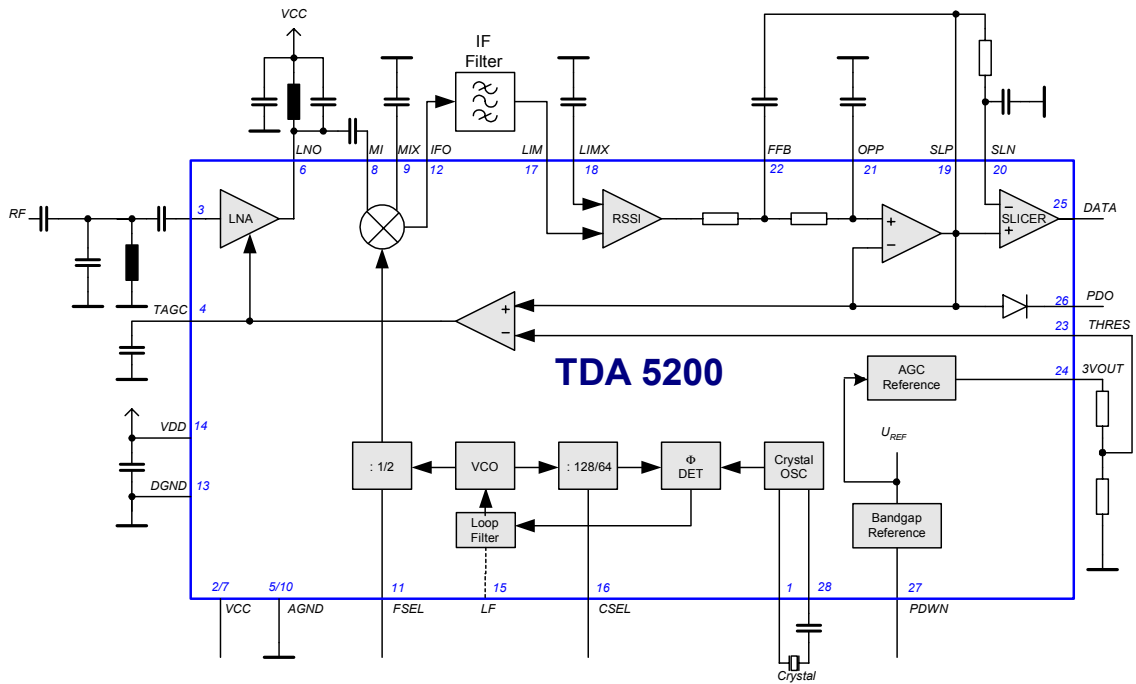 VCC
IF
Filter
LNO
MI
MIX
IFO
LIM
LIMX
FFB
OPP
SLP
SLN
6
8
9
12
17
18
22
21
19
20
RF
3
LNA
RSSI
+
−
−
+
SLICER
25
DATA
TAGC
4
+
−
26
PDO
23
THRES
TDA 5200
AGC
Reference
24
3VOUT
VDD
14
U_REF
: 1/2
VCO
: 128/64
Φ
DET
Crystal
OSC
DGND
13
Loop
Filter
Bandgap
Reference
2/7
5/10
11
15
16
1
28
27
VCC
AGND
FSEL
LF
CSEL
PDWN
Crystal